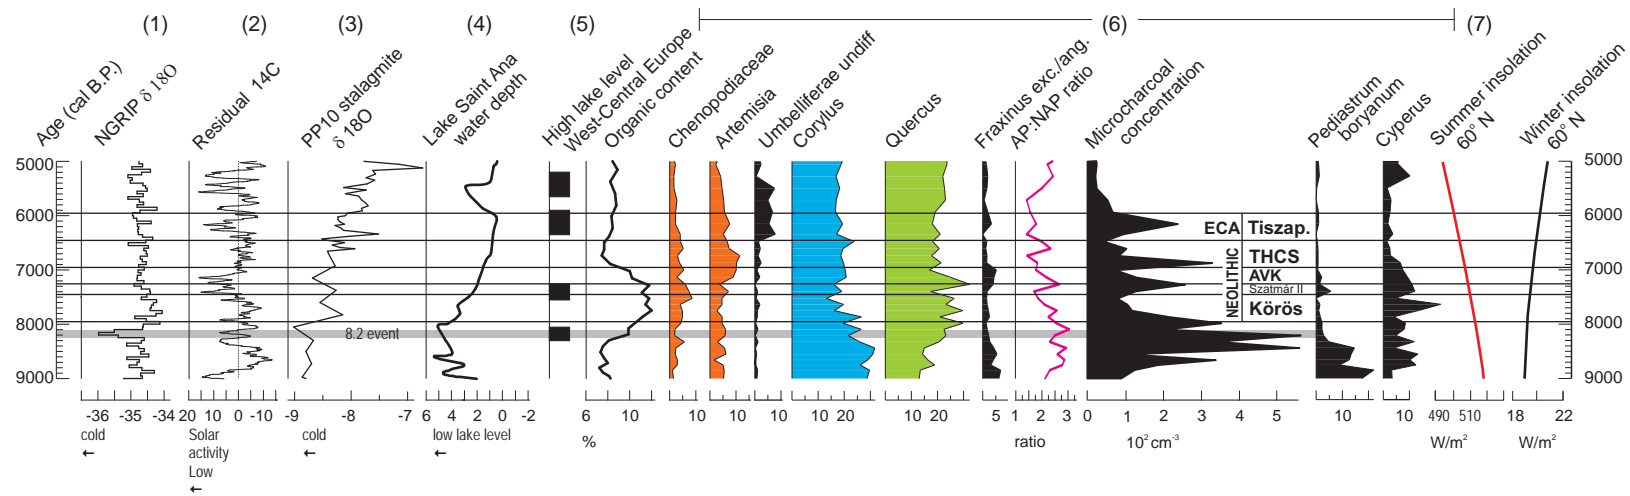 (1)
(2)
(3)
(4)
(5)
(6)
(7)
Age (cal B.P.)
NGRIP δ 18O
Residual 14C
PP10 stalagmite
δ 18O
Lake Saint Ana
water depth
High lake level
West-Central Europe
Organic content
Chenopodiaceae
Artemisia
Umbelliferae undiff
Corylus
Quercus
Fraxinus exc./ang.
AP:NAP ratio
Microcharcoal
concentration
Pediastrum
boryanum
Cyperus
Summer insolation
60° N
Winter insolation
60° N
5000
6000
7000
8000
9000
8.2 event
ECA
Tiszap.
NEOLITHIC
THCS
AVK
Szatmár II
Körös
5000
6000
7000
8000
9000
-36 -35 -34
20 10 0 -10
-9 -8 -7
6 4 2 0 -2
6 10
10
10
10 20
10 20
5
1 2 3
0 1 2 3 4 5
10
10
490 510
18 22
cold
←
Solar
activity
Low
←
cold
←
low lake level
←
%
ratio
10² cm⁻³
W/m²
W/m²